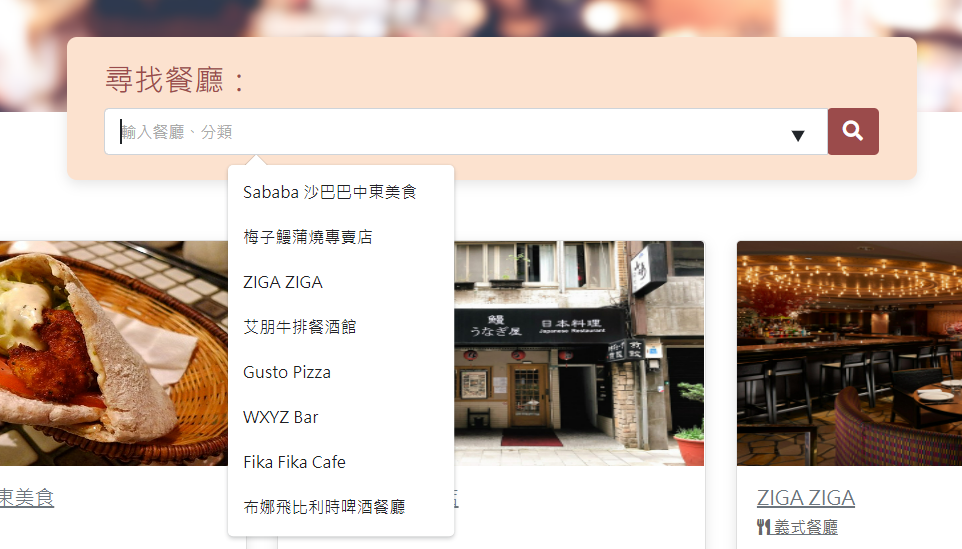 尋找餐廳：
輸入餐廳、分類
Sababa 沙巴巴中東美食
梅子鰻蒲燒專賣店
ZIGA ZIGA
艾朋牛排餐酒館
Gusto Pizza
WXYZ Bar
Fika Fika Cafe
布娜飛比利時啤酒餐廳
鰻
うなぎ屋
日本料理
Japanese Restaurant
東美食
ZIGA ZIGA
義式餐廳